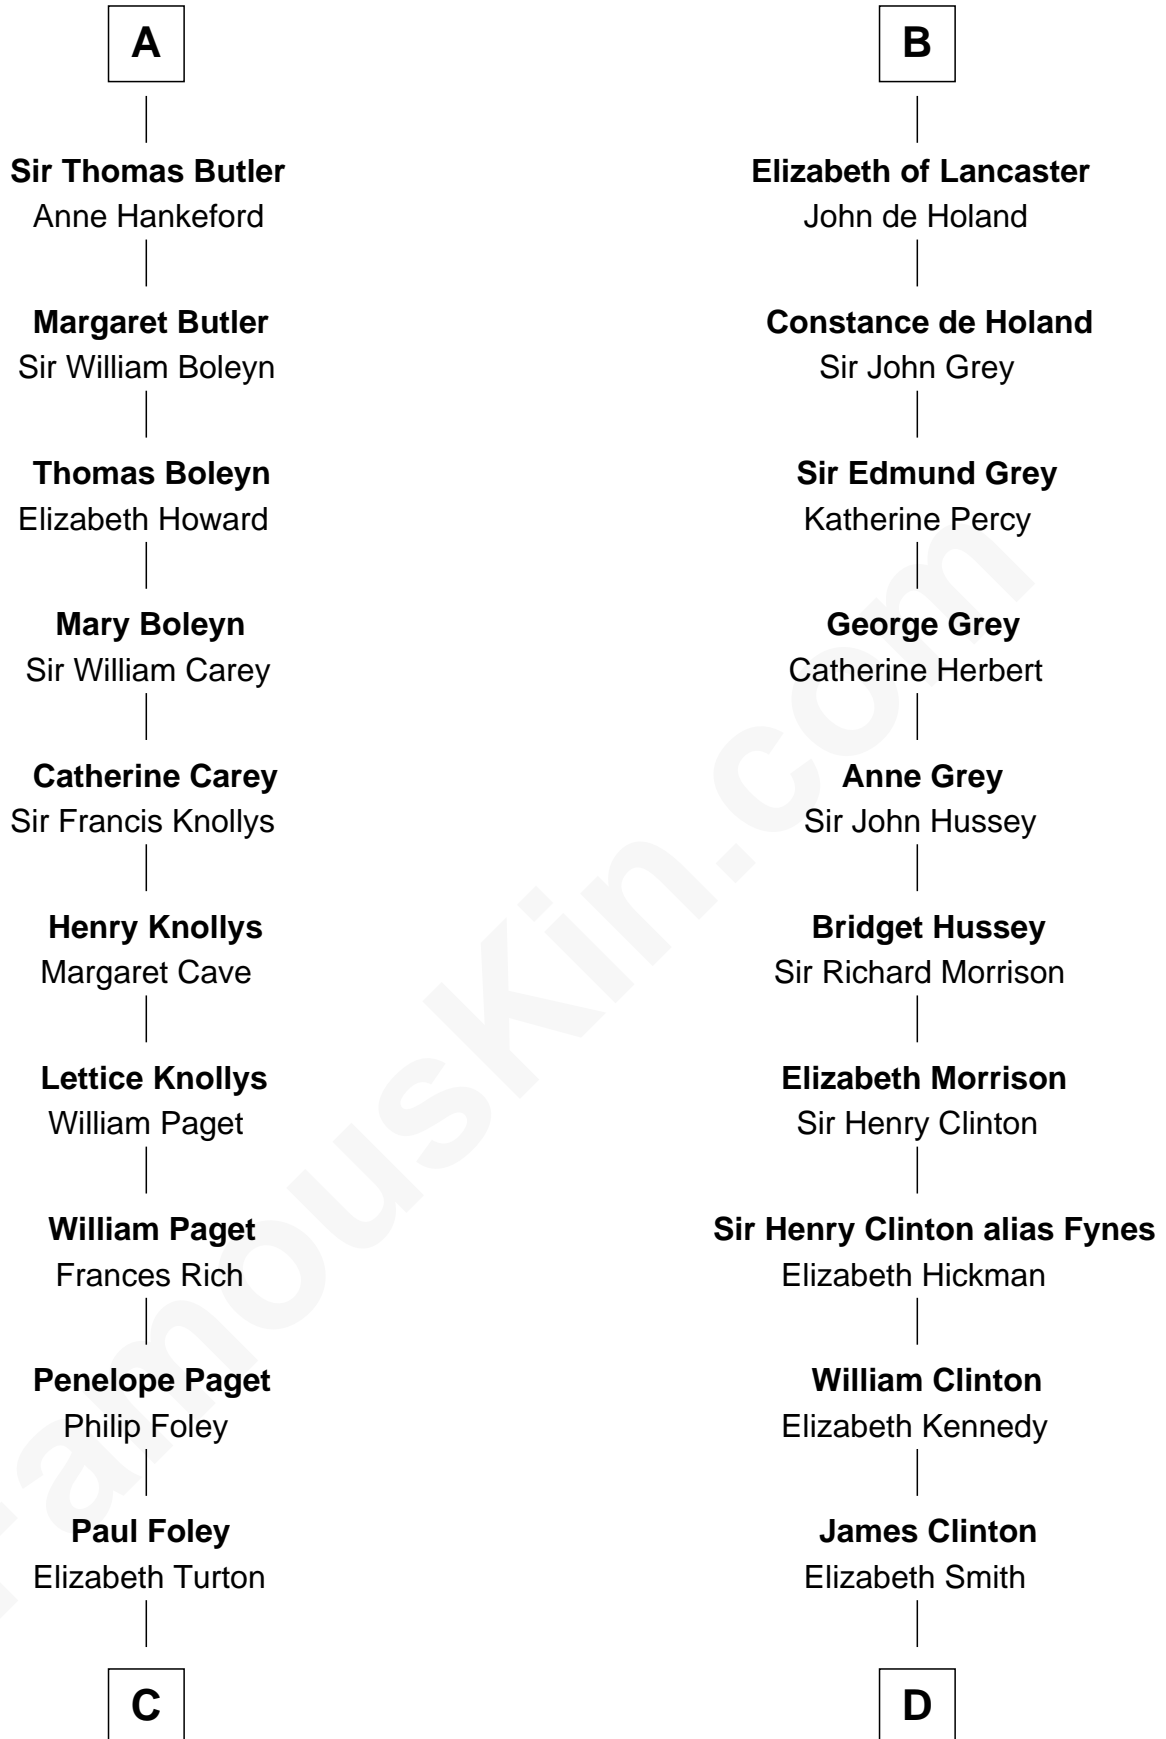 A
Sir Thomas Butler
Anne Hankeford
Margaret Butler
Sir William Boleyn
Thomas Boleyn
Elizabeth Howard
Mary Boleyn
Sir William Carey
Catherine Carey
Sir Francis Knollys
Henry Knollys
Margaret Cave
Lettice Knollys
William Paget
William Paget
Frances Rich
Penelope Paget
Philip Foley
Paul Foley
Elizabeth Turton
C
B
Elizabeth of Lancaster
John de Holand
Constance de Holand
Sir John Grey
Sir Edmund Grey
Katherine Percy
George Grey
Catherine Herbert
Anne Grey
Sir John Hussey
Bridget Hussey
Sir Richard Morrison
Elizabeth Morrison
Sir Henry Clinton
Sir Henry Clinton alias Fynes
Elizabeth Hickman
William Clinton
Elizabeth Kennedy
James Clinton
Elizabeth Smith
D
FamousKin.com